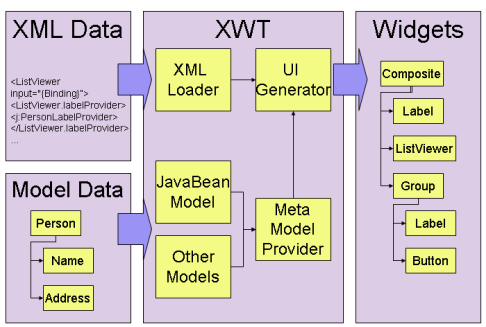 XML Data
<ListViewer
input="{Binding}">
<ListViewer.labelProvider>
<j:PersonLabelProvider>
</ListViewer.labelProvider>
...
Model Data
Person
Name
Address
XWT
XML
Loader
UI
Generator
JavaBean
Model
Other
Models
Meta
Model
Provider
Widgets
Composite
Label
ListViewer
Group
Label
Button